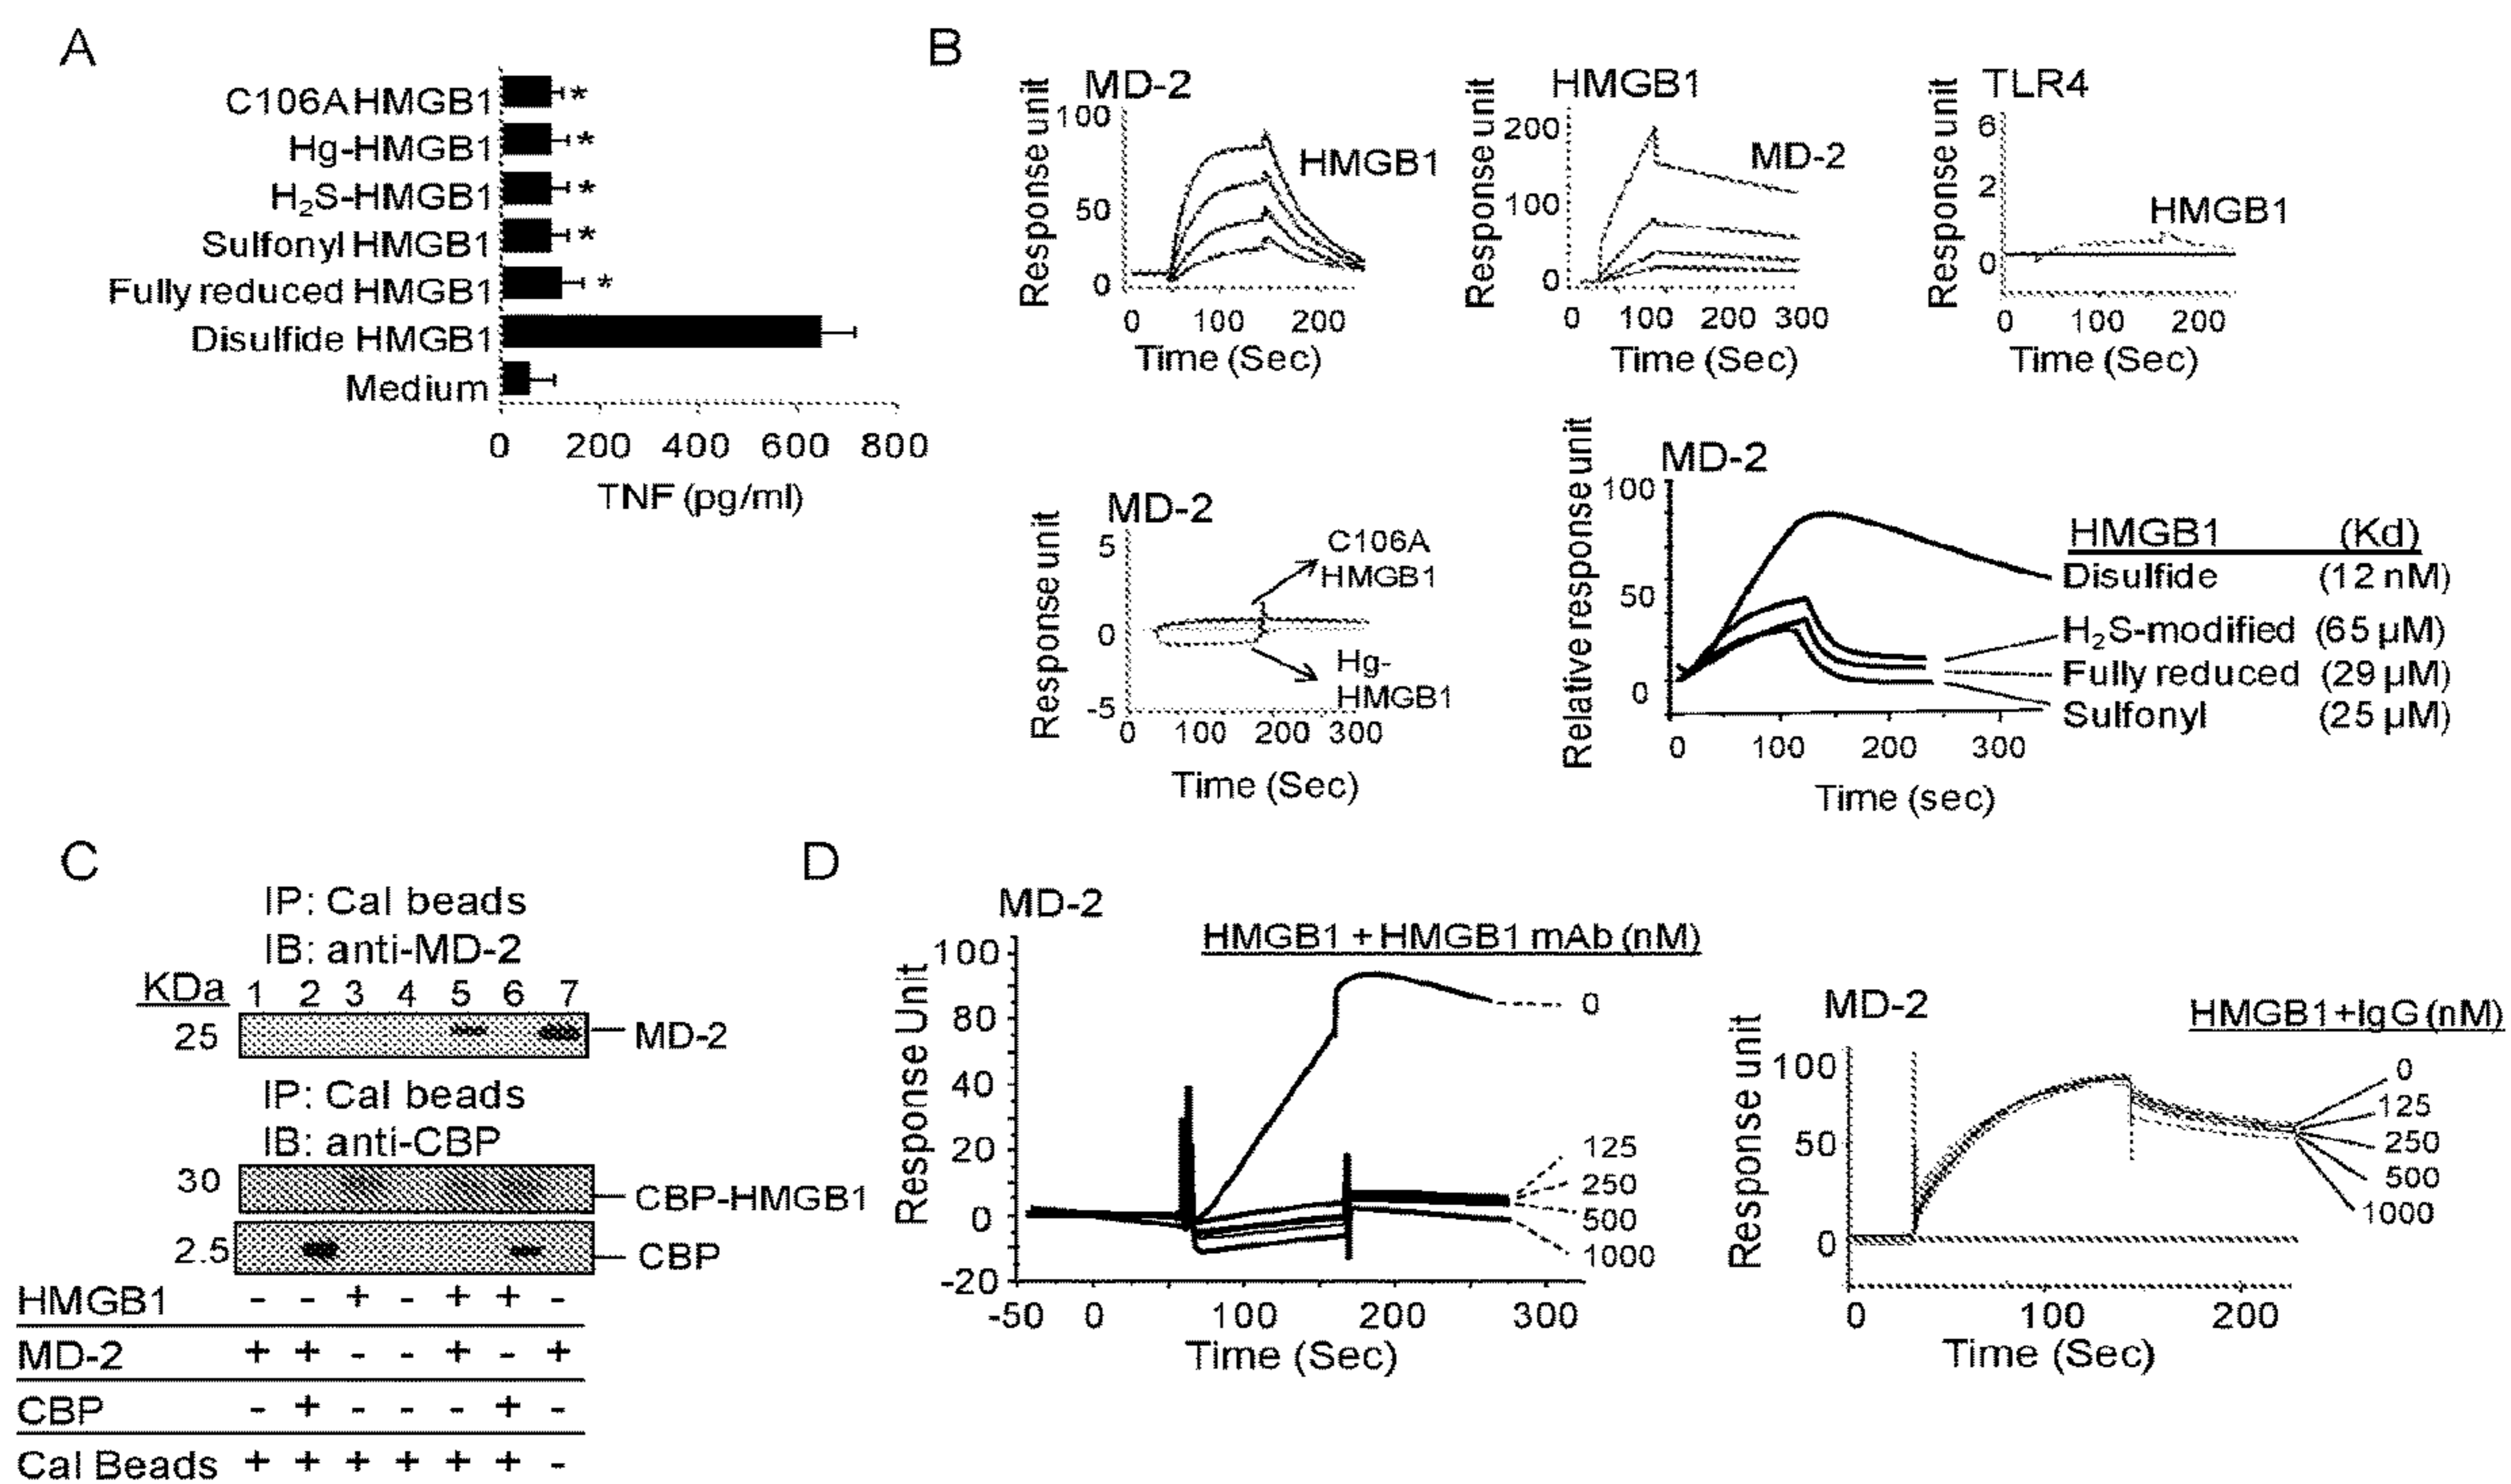 A
C106A HMGB1 *
Hg-HMGB1 *
H₂S-HMGB1 *
Sulfonyl HMGB1 *
Fully reduced HMGB1 *
Disulfide HMGB1
Medium
0 200 400 600 800
TNF (pg/ml)
B
MD-2
Response unit
100
50
0
HMGB1
0 100 200
Time (Sec)
HMGB1
Response unit
200
100
0
MD-2
0 100 200 300
Time (Sec)
TLR4
Response unit
6
2
0
HMGB1
0 100 200
Time (Sec)
MD-2
Response unit
5
0
-5
C106A
HMGB1
Hg-
HMGB1
0 100 200 300
Time (Sec)
MD-2
Relative response unit
100
50
0
0 100 200 300
Time (sec)
HMGB1 (Kd)
Disulfide (12 nM)
H₂S-modified (65 μM)
Fully reduced (29 μM)
Sulfonyl (25 μM)
C
IP: Cal beads
IB: anti-MD-2
KDa 1 2 3 4 5 6 7
25 MD-2
IP: Cal beads
IB: anti-CBP
30 CBP-HMGB1
2.5 CBP
HMGB1 - - + - + + -
MD-2 + + - - + - +
CBP - + - - - + -
Cal Beads + + + + + + -
D
MD-2
HMGB1 + HMGB1 mAb (nM)
Response Unit
100
80
40
20
0
-20
0
125
250
500
1000
-50 0 100 200 300
Time (Sec)
MD-2
HMGB1+IgG (nM)
Response unit
100
50
0
0
125
250
500
1000
0 100 200
Time (Sec)